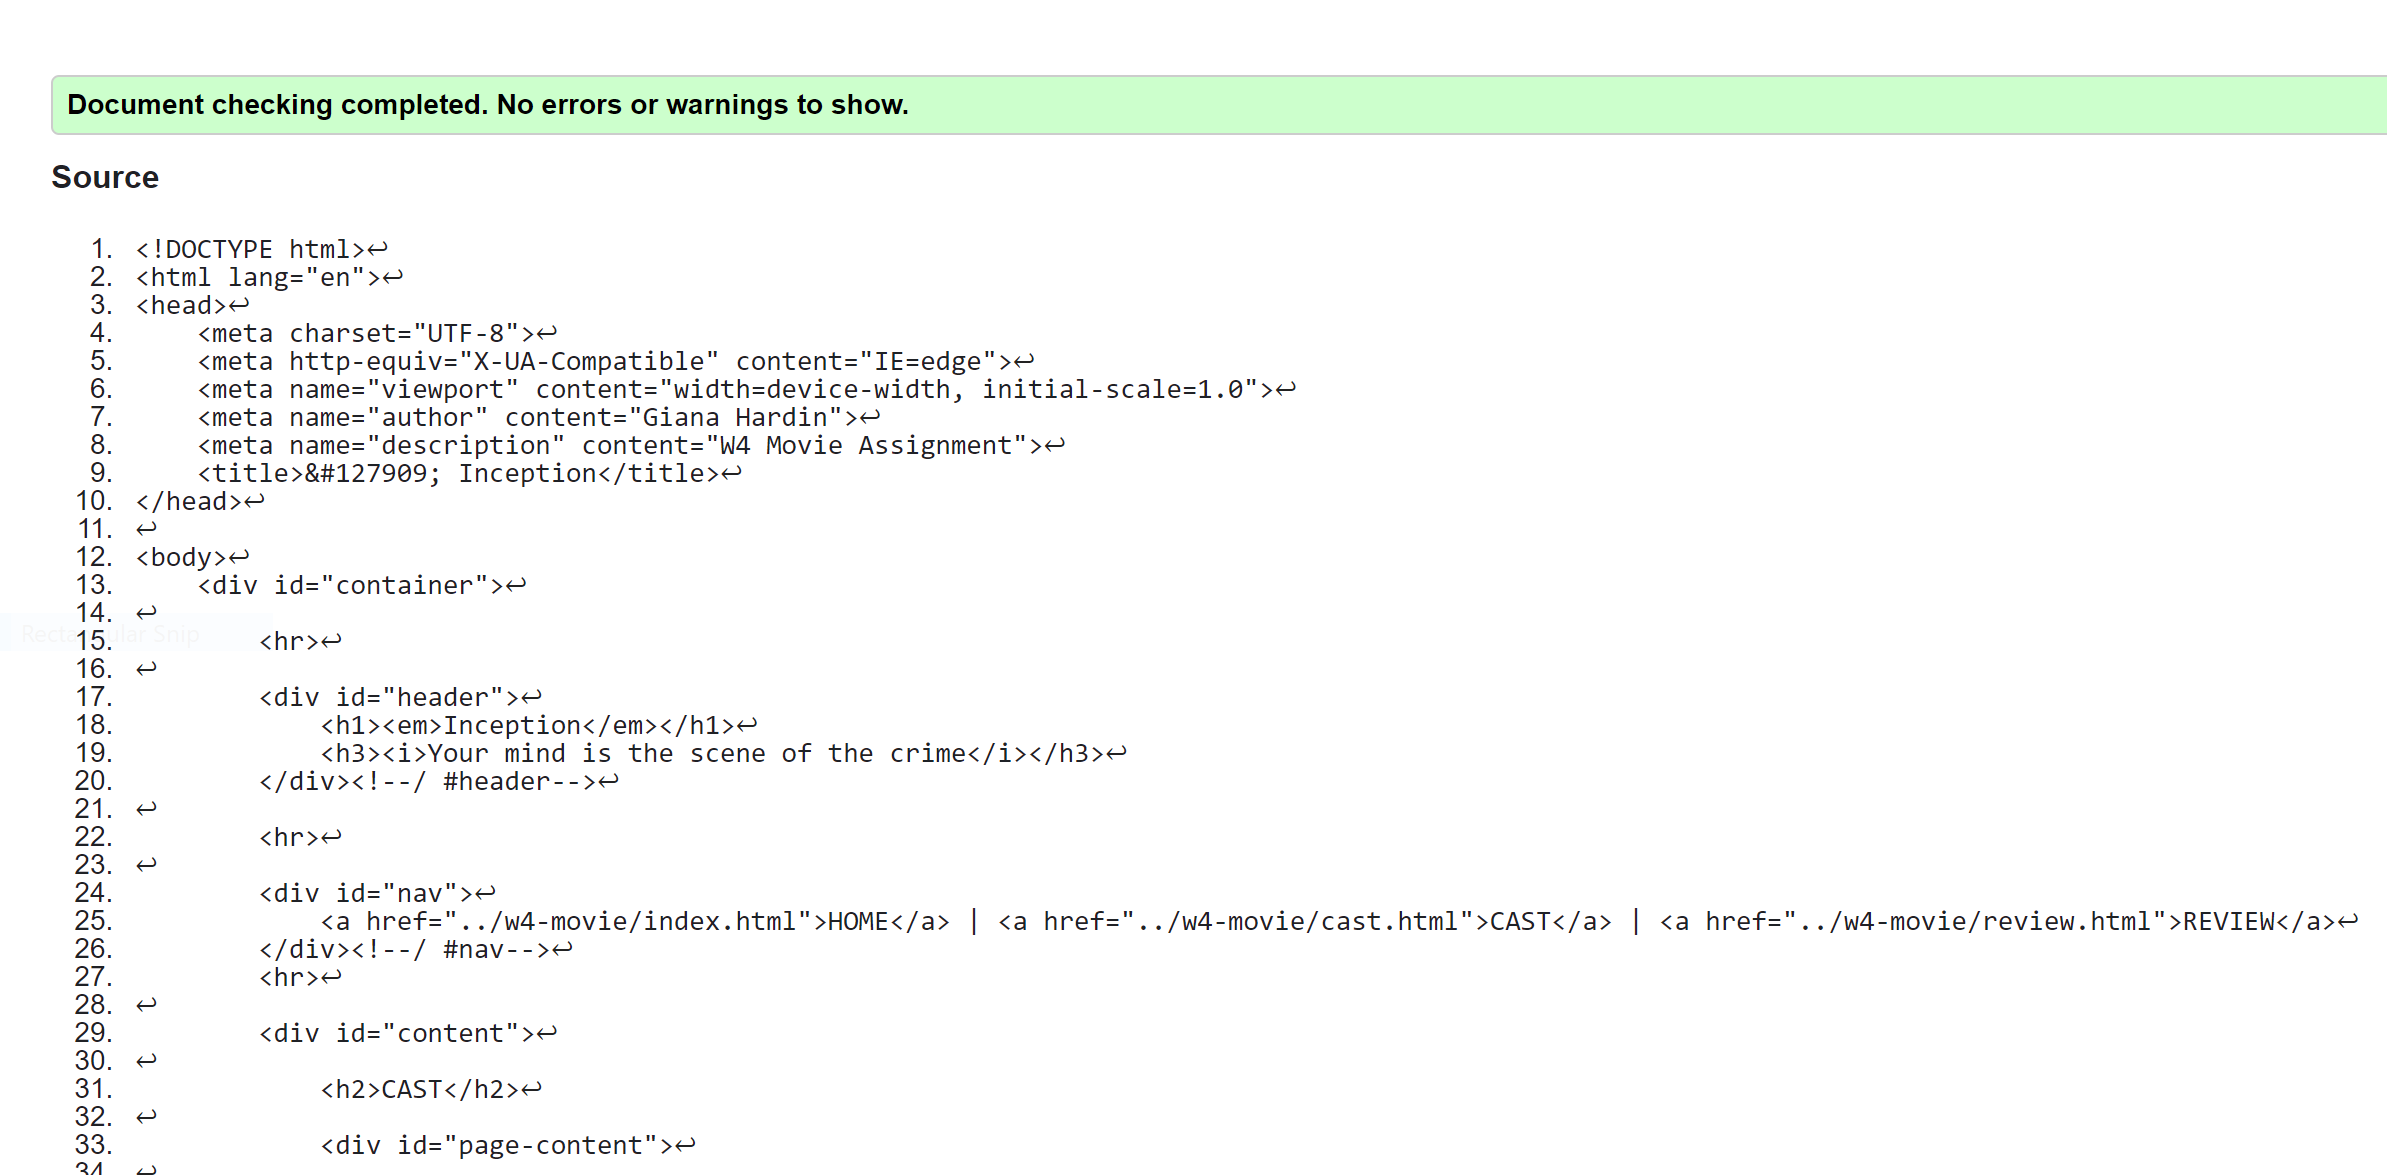 Document checking completed. No errors or warnings to show.
Source
1. <!DOCTYPE html>↩
2. <html lang="en">↩
3. <head>↩
4.     <meta charset="UTF-8">↩
5.     <meta http-equiv="X-UA-Compatible" content="IE=edge">↩
6.     <meta name="viewport" content="width=device-width, initial-scale=1.0">↩
7.     <meta name="author" content="Giana Hardin">↩
8.     <meta name="description" content="W4 Movie Assignment">↩
9.     <title>&#127909; Inception</title>↩
10. </head>↩
11. ↩
12. <body>↩
13.     <div id="container">↩
14. ↩
Rectangular Snip
15.         <hr>↩
16. ↩
17.         <div id="header">↩
18.             <h1><em>Inception</em></h1>↩
19.             <h3><i>Your mind is the scene of the crime</i></h3>↩
20.         </div><!--/ #header-->↩
21. ↩
22.         <hr>↩
23. ↩
24.         <div id="nav">↩
25.             <a href="../w4-movie/index.html">HOME</a> | <a href="../w4-movie/cast.html">CAST</a> | <a href="../w4-movie/review.html">REVIEW</a>↩
26.         </div><!--/ #nav-->↩
27.         <hr>↩
28. ↩
29.         <div id="content">↩
30. ↩
31.             <h2>CAST</h2>↩
32. ↩
33.             <div id="page-content">↩
34. ↩